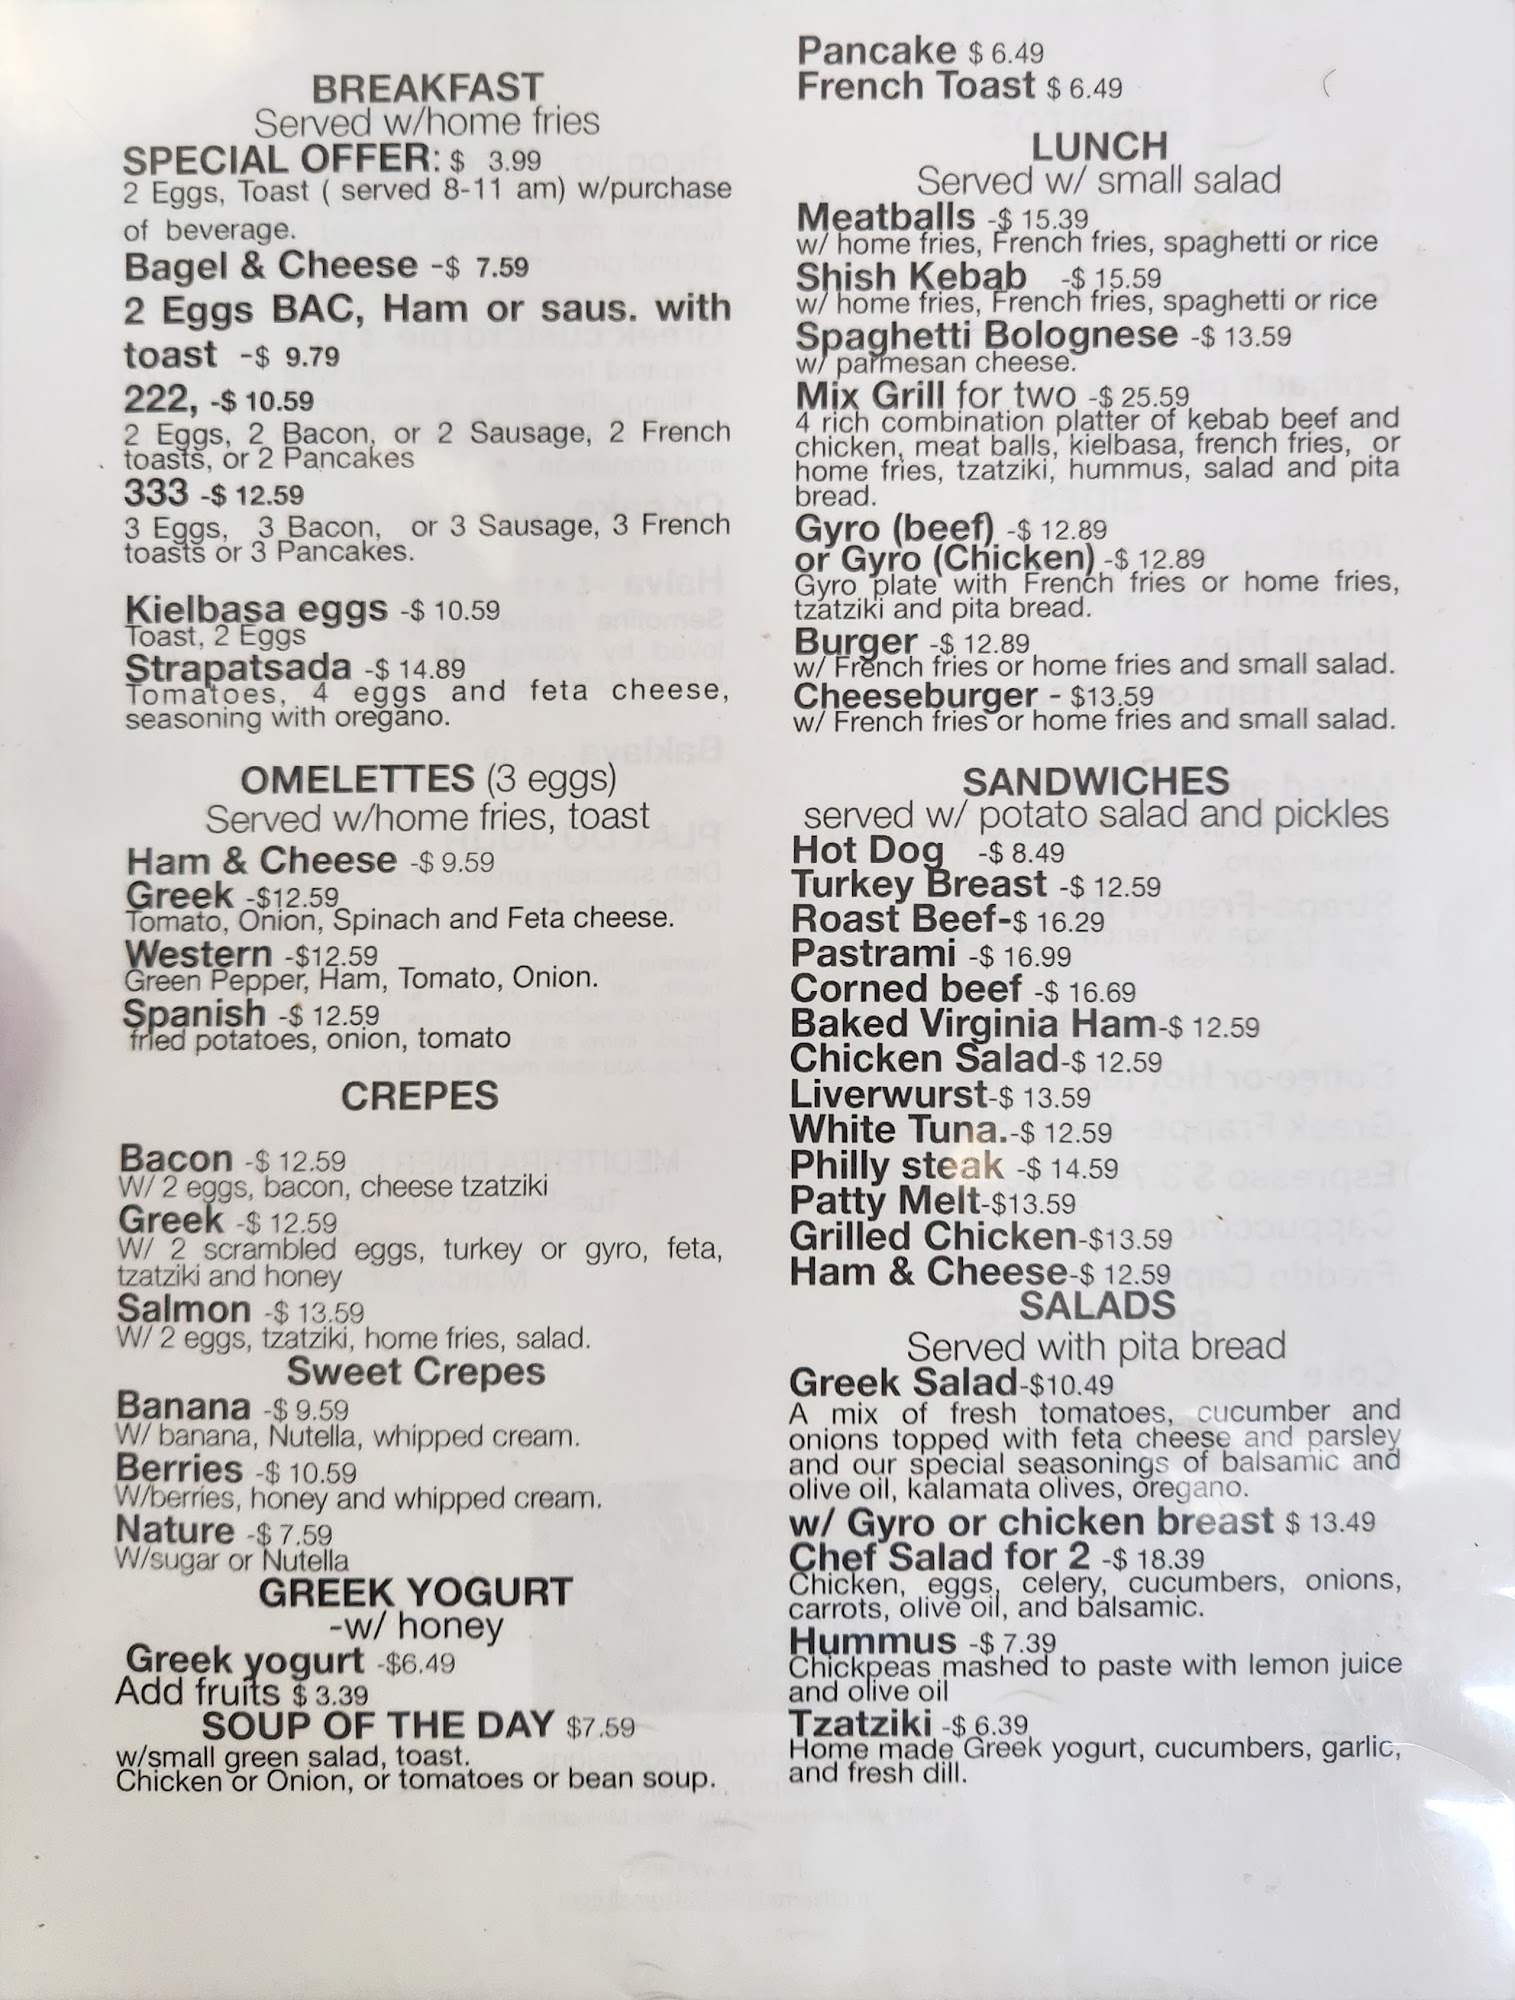 BREAKFAST
Served w/home fries
SPECIAL OFFER: $ 3.99
2 Eggs, Toast ( served 8-11 am) w/purchase
of beverage.
Bagel & Cheese -$ 7.59
2 Eggs BAC, Ham or saus. with
toast -$ 9.79
222, -$ 10.59
2 Eggs, 2 Bacon, or 2 Sausage, 2 French
toasts, or 2 Pancakes
333 -$ 12.59
3 Eggs, 3 Bacon, or 3 Sausage, 3 French
toasts or 3 Pancakes.
Kielbasa eggs -$ 10.59
Toast, 2 Eggs
Strapatsada -$ 14.89
Tomatoes, 4 eggs and feta cheese,
seasoning with oregano.
OMELETTES (3 eggs)
Served w/home fries, toast
Ham & Cheese -$ 9.59
Greek -$12.59
Tomato, Onion, Spinach and Feta cheese.
Western -$12.59
Green Pepper, Ham, Tomato, Onion.
Spanish -$ 12.59
fried potatoes, onion, tomato
CREPES
Bacon -$ 12.59
W/ 2 eggs, bacon, cheese tzatziki
Greek -$ 12.59
W/ 2 scrambled eggs, turkey or gyro, feta,
tzatziki and honey
Salmon -$ 13.59
W/ 2 eggs, tzatziki, home fries, salad.
Sweet Crepes
Banana -$ 9.59
W/ banana, Nutella, whipped cream.
Berries -$ 10.59
W/berries, honey and whipped cream.
Nature -$ 7.59
W/sugar or Nutella
GREEK YOGURT
-w/ honey
Greek yogurt -$6.49
Add fruits $ 3.39
SOUP OF THE DAY $7.59
w/small green salad, toast.
Chicken or Onion, or tomatoes or bean soup.
Pancake $ 6.49
French Toast $ 6.49
LUNCH
Served w/ small salad
Meatballs -$ 15.39
w/ home fries, French fries, spaghetti or rice
Shish Kebab -$ 15.59
w/ home fries, French fries, spaghetti or rice
Spaghetti Bolognese -$ 13.59
w/ parmesan cheese.
Mix Grill for two -$ 25.59
4 rich combination platter of kebab beef and
chicken, meat balls, kielbasa, french fries, or
home fries, tzatziki, hummus, salad and pita
bread.
Gyro (beef) -$ 12.89
or Gyro (Chicken) -$ 12.89
Gyro plate with French fries or home fries,
tzatziki and pita bread.
Burger -$ 12.89
w/ French fries or home fries and small salad.
Cheeseburger - $13.59
w/ French fries or home fries and small salad.
SANDWICHES
served w/ potato salad and pickles
Hot Dog -$ 8.49
Turkey Breast -$ 12.59
Roast Beef-$ 16.29
Pastrami -$ 16.99
Corned beef -$ 16.69
Baked Virginia Ham-$ 12.59
Chicken Salad-$ 12.59
Liverwurst-$ 13.59
White Tuna.-$ 12.59
Philly steak -$ 14.59
Patty Melt-$13.59
Grilled Chicken-$13.59
Ham & Cheese-$ 12.59
SALADS
Served with pita bread
Greek Salad-$10.49
A mix of fresh tomatoes, cucumber and
onions topped with feta cheese and parsley
and our special seasonings of balsamic and
olive oil, kalamata olives, oregano.
w/ Gyro or chicken breast $ 13.49
Chef Salad for 2 -$ 18.39
Chicken, eggs, celery, cucumbers, onions,
carrots, olive oil, and balsamic.
Hummus -$ 7.39
Chickpeas mashed to paste with lemon juice
and olive oil
Tzatziki -$ 6.39
Home made Greek yogurt, cucumbers, garlic,
and fresh dill.